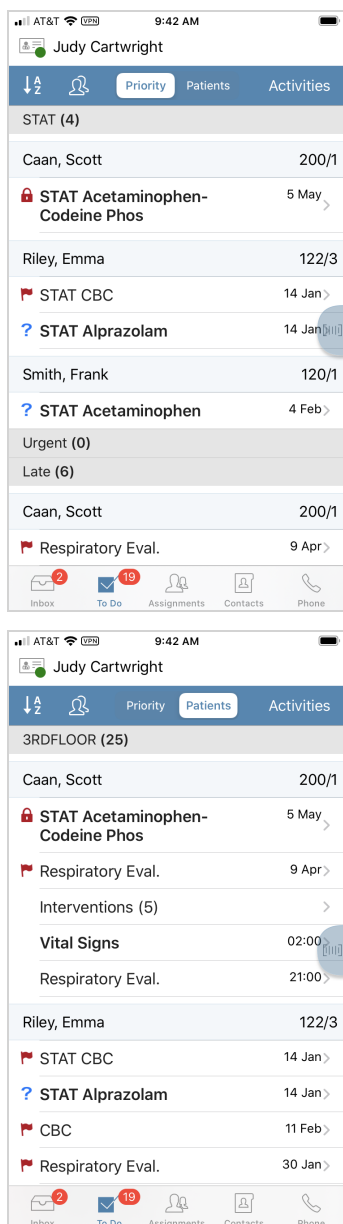 AT&T VPN 9:42 AM
Judy Cartwright
A Z Priority Patients Activities
STAT (4)
Caan, Scott 200/1
STAT Acetaminophen- 5 May
Codeine Phos
Riley, Emma 122/3
STAT CBC 14 Jan
? STAT Alprazolam 14 Jan
Smith, Frank 120/1
? STAT Acetaminophen 4 Feb
Urgent (0)
Late (6)
Caan, Scott 200/1
Respiratory Eval. 9 Apr
2 19
Inbox To Do Assignments Contacts Phone
AT&T VPN 9:42 AM
Judy Cartwright
A Z Priority Patients Activities
3RDFLOOR (25)
Caan, Scott 200/1
STAT Acetaminophen- 5 May
Codeine Phos
Respiratory Eval. 9 Apr
Interventions (5)
Vital Signs 02:00
Respiratory Eval. 21:00
Riley, Emma 122/3
STAT CBC 14 Jan
? STAT Alprazolam 14 Jan
CBC 11 Feb
Respiratory Eval. 30 Jan
2 19
Inbox To Do Assignments Contacts Phone